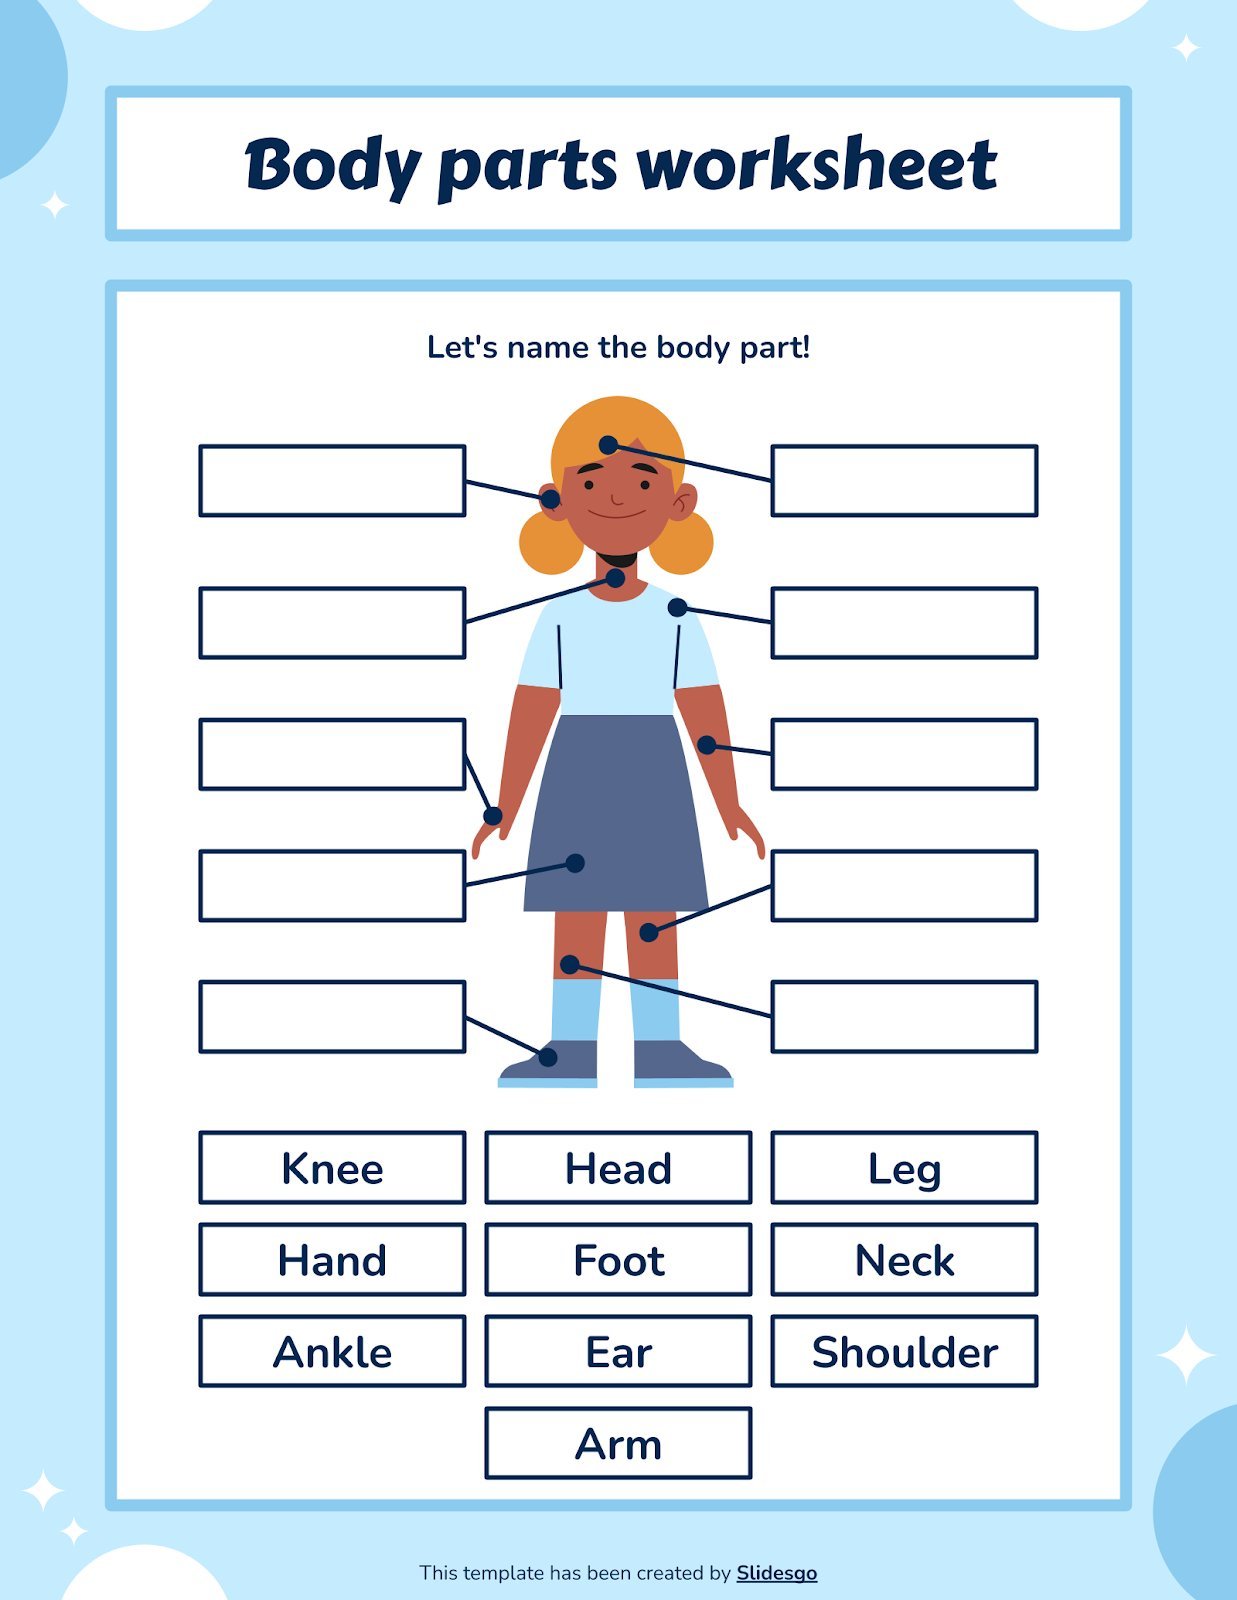 Body parts worksheet
Let's name the body part!
Knee
Head
Leg
Hand
Foot
Neck
Ankle
Ear
Shoulder
Arm
This template has been created by Slidesgo